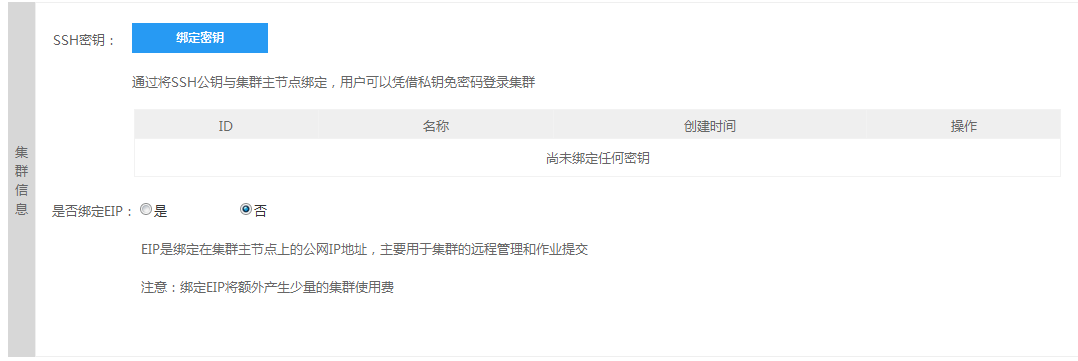 集群信息
SSH密钥：
绑定密钥
通过将SSH公钥与集群主节点绑定，用户可以凭借私钥免密码登录集群
ID 名称 创建时间 操作
尚未绑定任何密钥
是否绑定EIP： 是 否
EIP是绑定在集群主节点上的公网IP地址，主要用于集群的远程管理和作业提交
注意：绑定EIP将额外产生少量的集群使用费